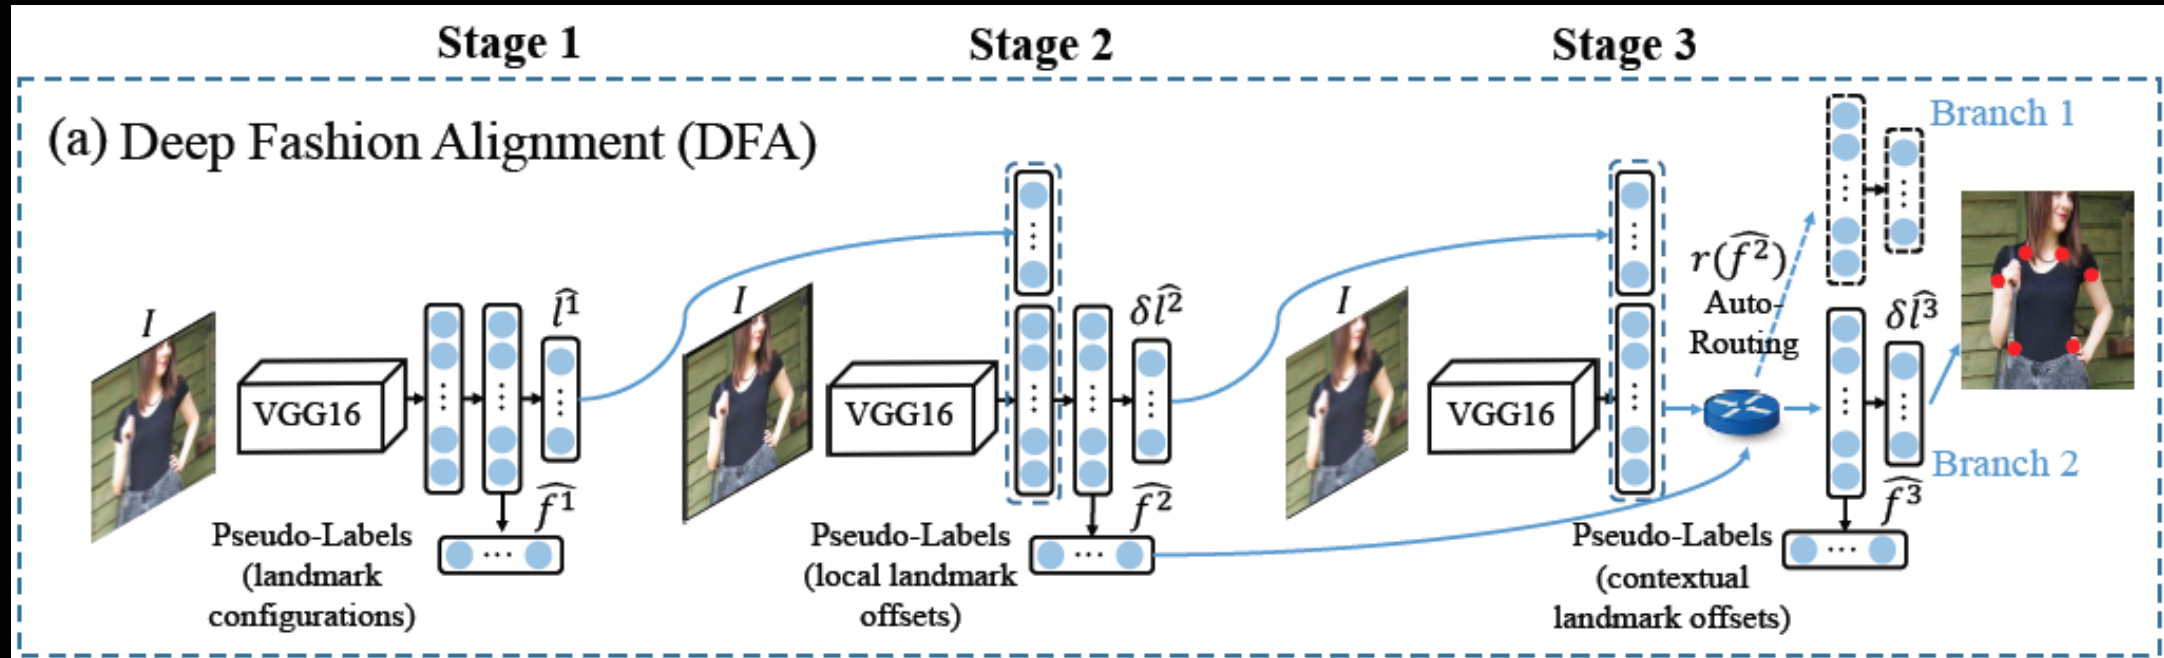 Stage 1
Stage 2
Stage 3
(a) Deep Fashion Alignment (DFA)
I
VGG16
l̂¹
f̂¹
Pseudo-Labels
(landmark
configurations)
I
VGG16
δl̂²
f̂²
Pseudo-Labels
(local landmark
offsets)
I
VGG16
r(f̂²)
Auto-
Routing
Branch 1
δl̂³
Branch 2
f̂³
Pseudo-Labels
(contextual
landmark offsets)